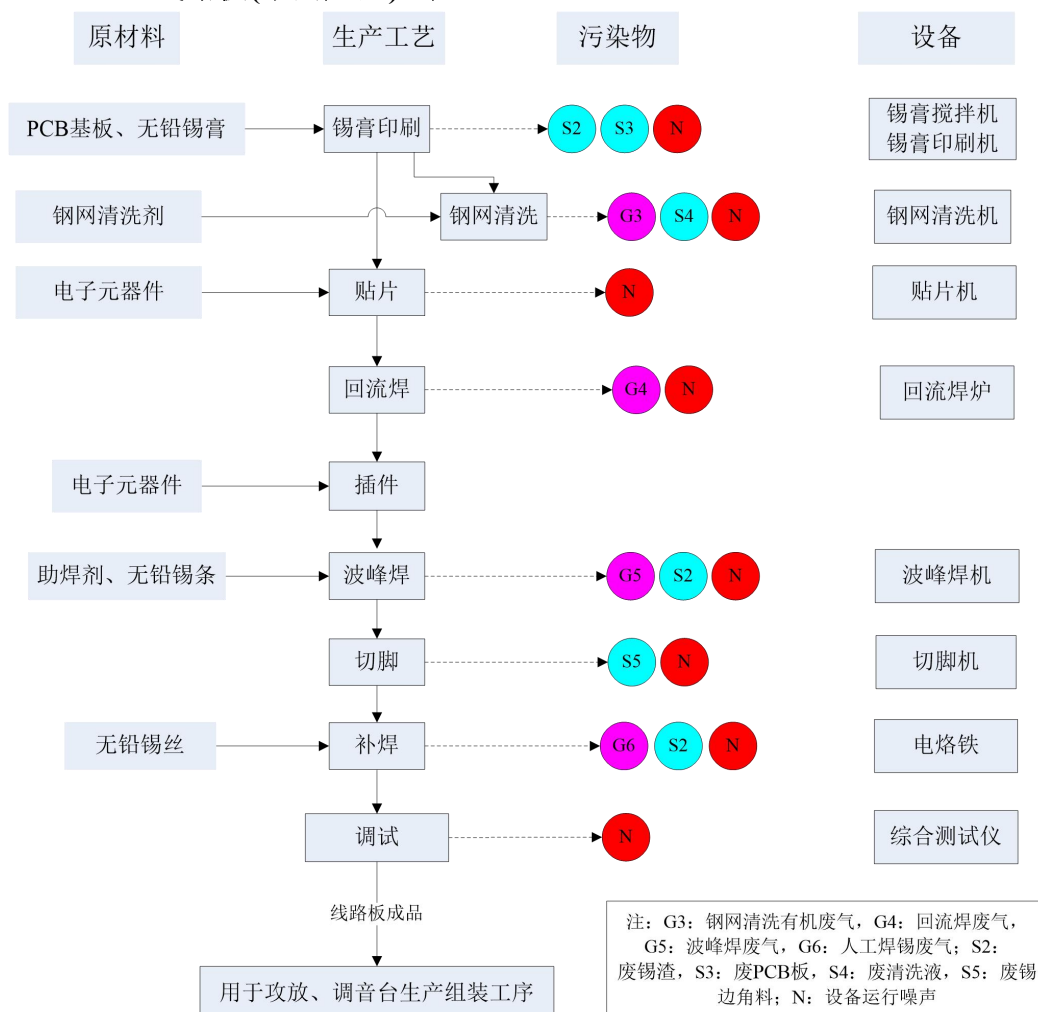 原材料 生产工艺 污染物 设备
PCB基板、无铅锡膏 锡膏印刷 S2 S3 N 锡膏搅拌机
锡膏印刷机
钢网清洗剂 钢网清洗 G3 S4 N 钢网清洗机
电子元器件 贴片 N 贴片机
回流焊 G4 N 回流焊炉
电子元器件 插件
助焊剂、无铅锡条 波峰焊 G5 S2 N 波峰焊机
切脚 S5 N 切脚机
无铅锡丝 补焊 G6 S2 N 电烙铁
调试 N 综合测试仪
线路板成品
用于攻放、调音台生产组装工序
注：G3：钢网清洗有机废气，G4：回流焊废气，
G5：波峰焊废气，G6：人工焊锡废气；S2：
废锡渣，S3：废PCB板，S4：废清洗液，S5：废锡
边角料；N：设备运行噪声